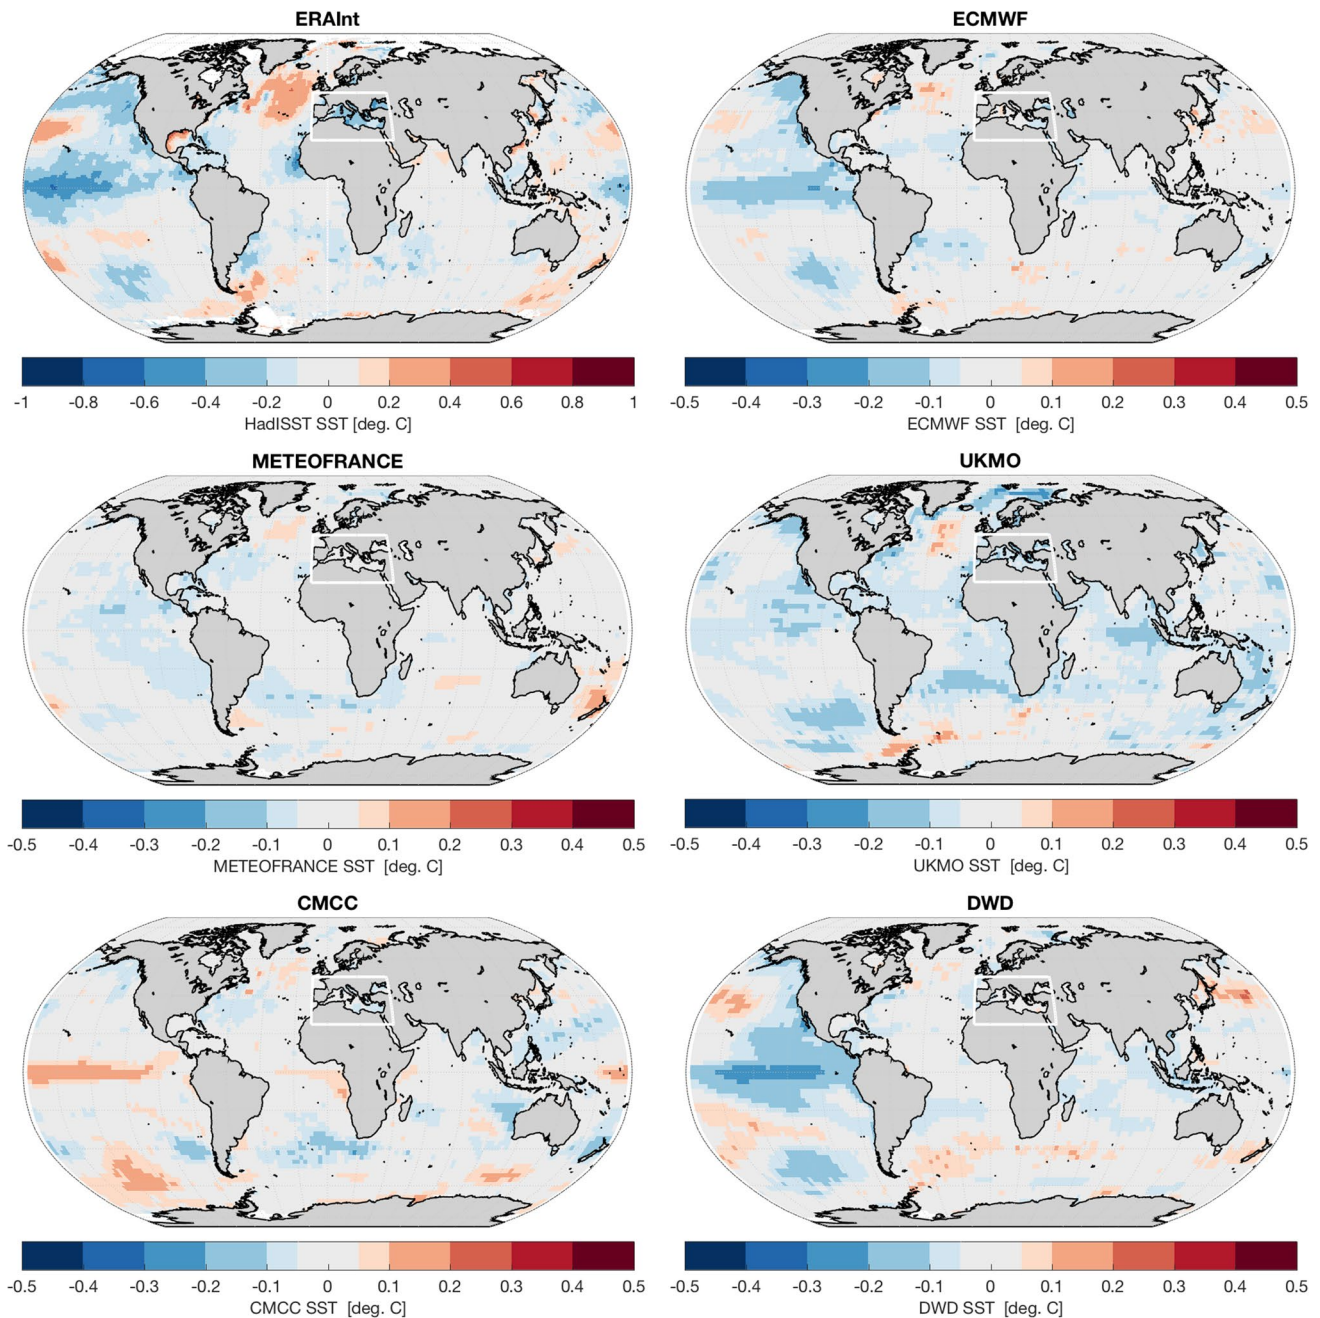 ERAInt
ECMWF
-1 -0.8 -0.6 -0.4 -0.2 0 0.2 0.4 0.6 0.8 1
HadISST SST [deg. C]
-0.5 -0.4 -0.3 -0.2 -0.1 0 0.1 0.2 0.3 0.4 0.5
ECMWF SST [deg. C]
METEOFRANCE
UKMO
-0.5 -0.4 -0.3 -0.2 -0.1 0 0.1 0.2 0.3 0.4 0.5
METEOFRANCE SST [deg. C]
-0.5 -0.4 -0.3 -0.2 -0.1 0 0.1 0.2 0.3 0.4 0.5
UKMO SST [deg. C]
CMCC
DWD
-0.5 -0.4 -0.3 -0.2 -0.1 0 0.1 0.2 0.3 0.4 0.5
CMCC SST [deg. C]
-0.5 -0.4 -0.3 -0.2 -0.1 0 0.1 0.2 0.3 0.4 0.5
DWD SST [deg. C]